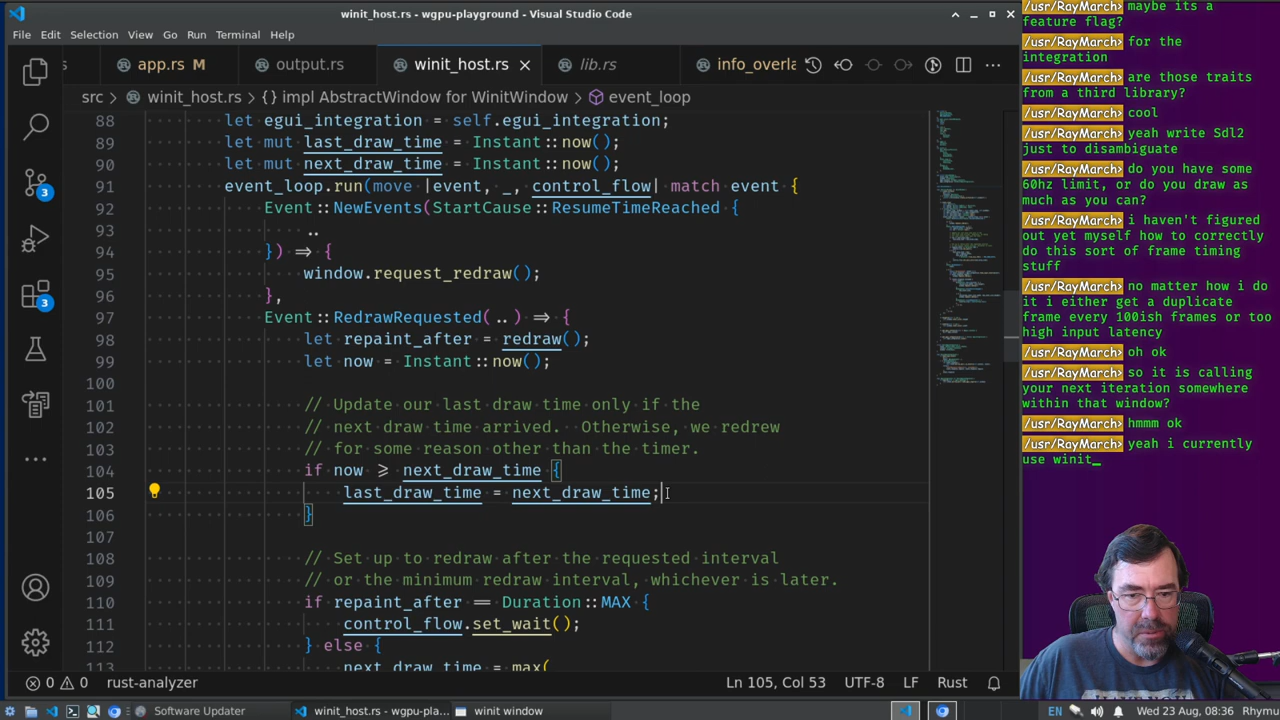 winit_host.rs - wgpu-playground - Visual Studio Code
File Edit Selection View Go Run Terminal Help
s app.rs M outputs winit_host.rs lib.rs info_overla
src > winit_host.rs > {} impl AbstractWindow for WinitWindow > event_loop
88 let egui_integration = self.egui_integration;
89 let mut last_draw_time = Instant::now();
90 let mut next_draw_time = Instant::now();
91 event_loop.run(move |event, _, control_flow| match event {
92 Event::NewEvents(StartCause::ResumeTimeReached {
..
94 }) => {
95 window.request_redraw();
96 },
97 Event::RedrawRequested(..) => {
98 let repaint_after = redraw();
99 let now = Instant::now();
100
101 // Update our last draw time only if the
102 // next draw time arrived. Otherwise, we redrew
103 // for some reason other than the timer.
104 if now >= next_draw_time {
105 last_draw_time = next_draw_time;
106 }
107
108 // Set up to redraw after the requested interval
109 // or the minimum redraw interval, whichever is later.
110 if repaint_after == Duration::MAX {
111 control_flow.set_wait();
112 } else {
113 next_draw_time = max(
3
3
0 0 rust-analyzer Ln 105, Col 53 UTF-8 LF Rust
Software Updater winit_host.rs - wgpu-pla... winit window EN Wed 23 Aug, 08:36 Rhymu
maybe its a
feature flag?
/usr/RayMarch> for the
integration
/usr/RayMarch> are those traits
from a third library?
/usr/RayMarch> cool
/usr/RayMarch> yeah write Sdl2
just to disambiguate
/usr/RayMarch> do you have some
60hz limit, or do you draw as
much as you can?
/usr/RayMarch> i haven't figured
out yet myself how to correctly
do this sort of frame timing
stuff
/usr/RayMarch> no matter how i do
it i either get a duplicate
frame every 100ish frames or too
high input latency
/usr/RayMarch> oh ok
/usr/RayMarch> so it is calling
your next iteration somewhere
within that window?
/usr/RayMarch> hmmm ok
/usr/RayMarch> yeah i currently
use winit_